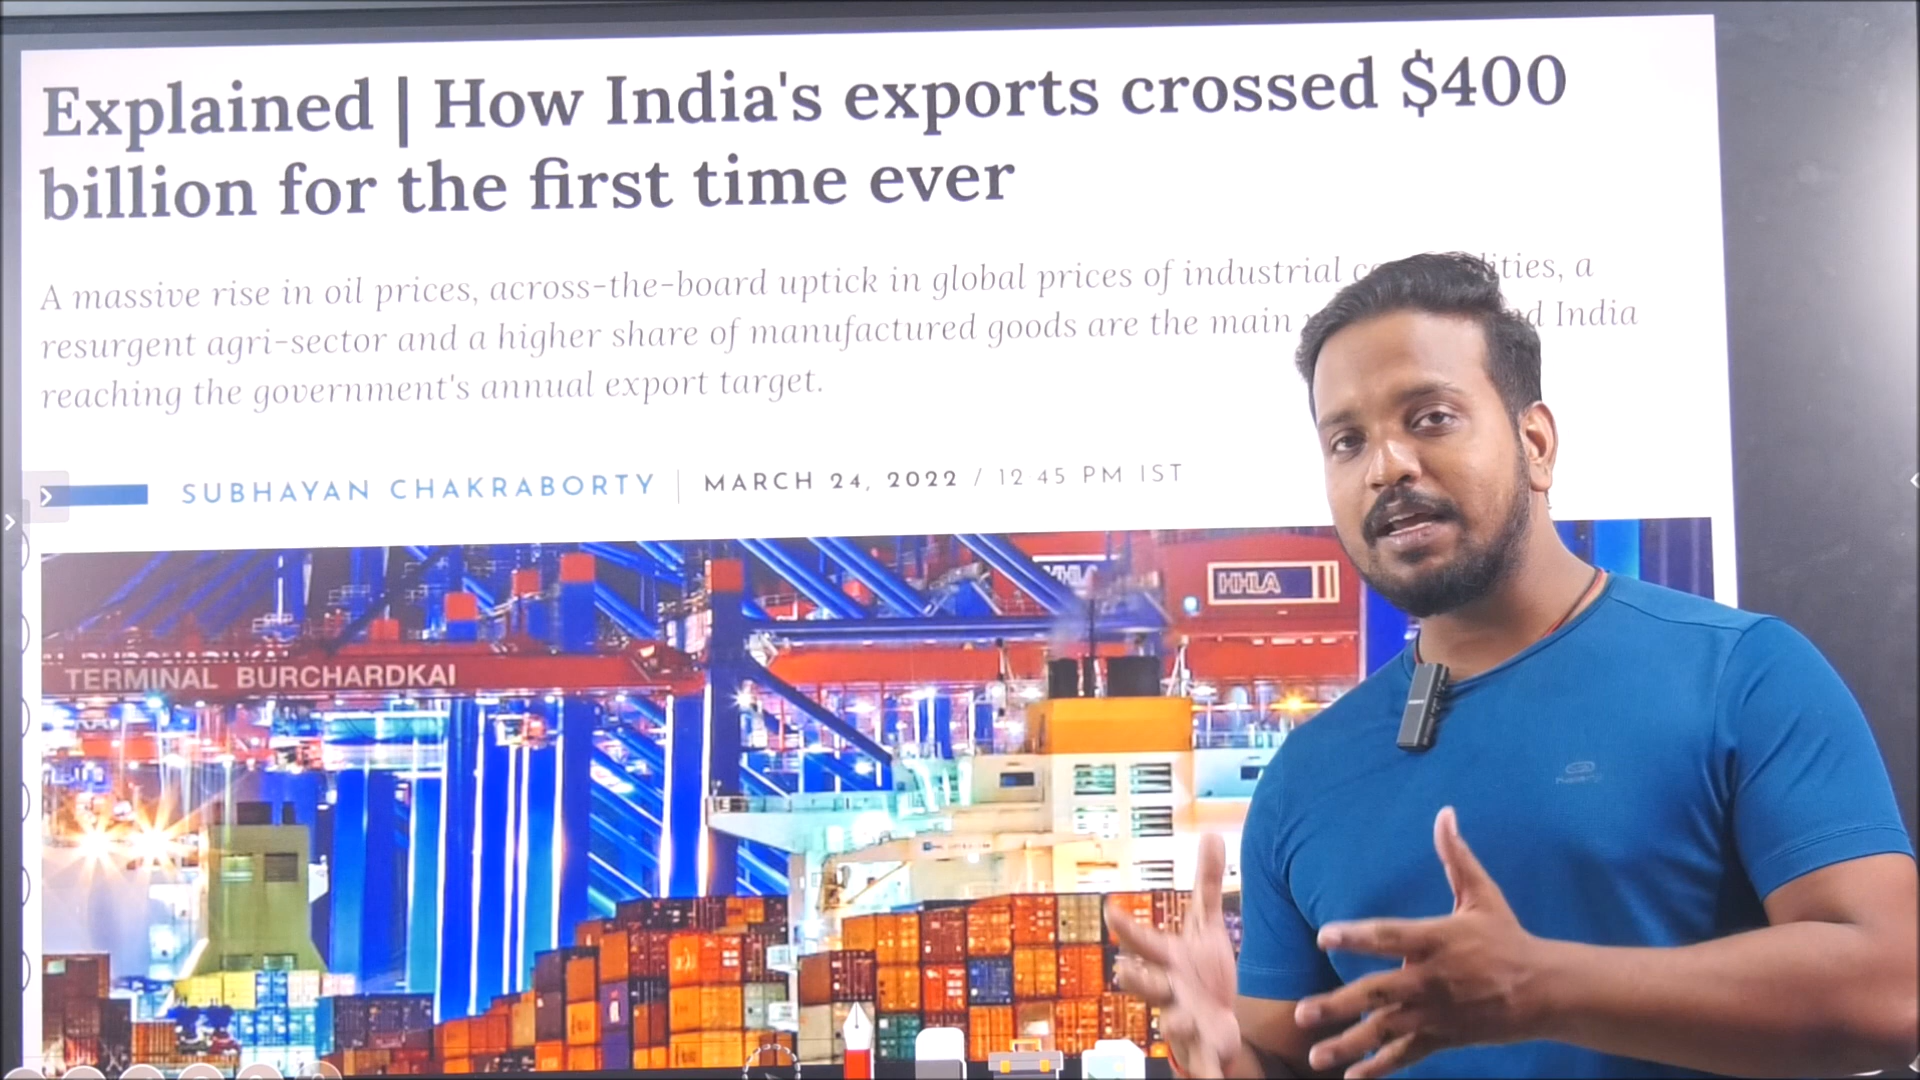 Explained | How India's exports crossed $400
billion for the first time ever
A massive rise in oil prices, across-the-board uptick in global prices of industrial
resurgent agri-sector and a higher share of manufactured goods are the main
a
India
reaching the government's annual export target.
SUBHAYAN CHAKRABORTY | MARCH 24, 2022 / 12 45 PM IST
HHLA
HHLA
TERMINAL BURCHARDKAI